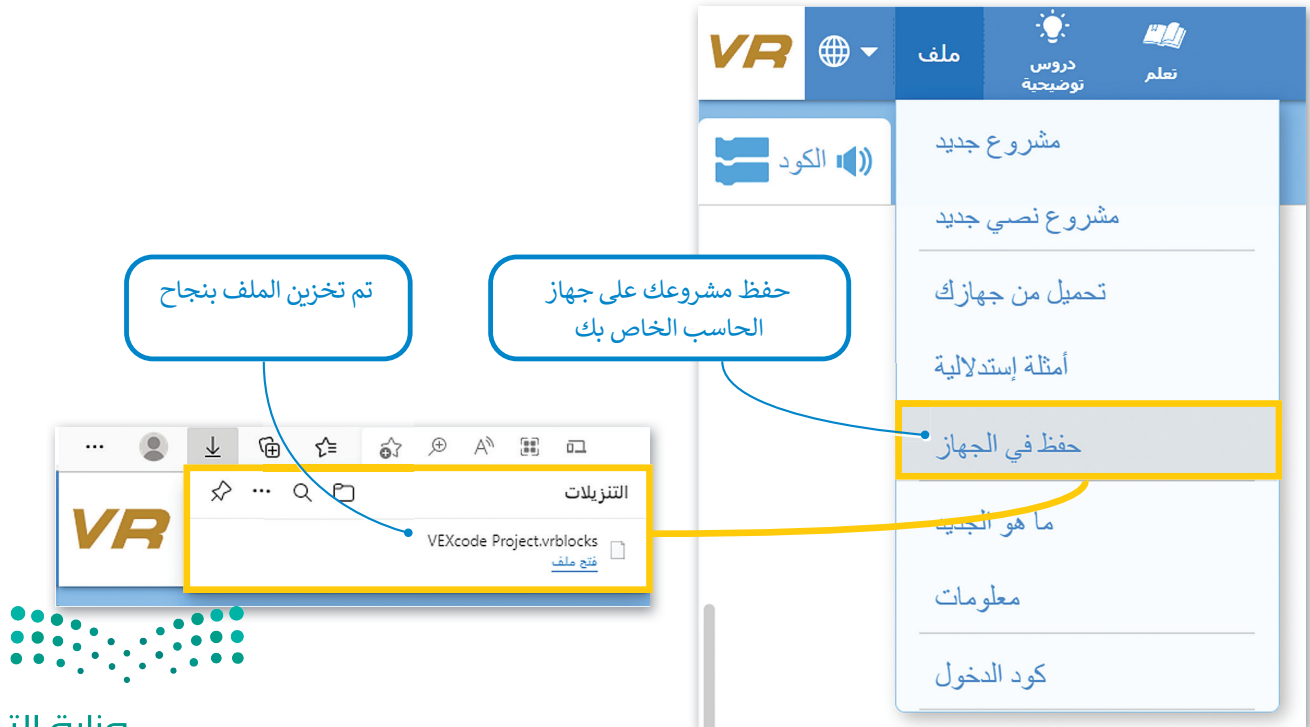 VR
ملف
دروس
توضيحية
تعلم
الكود
مشروع جديد
مشروع نصي جديد
تحميل من جهازك
أمثلة إستدلالية
حفظ في الجهاز
ما هو الجديد
معلومات
كود الدخول
حفظ مشروعك على جهاز
الحاسب الخاص بك
تم تخزين الملف بنجاح
التنزيلات
VEXcode Project.vrblocks
فتح ملف
VR